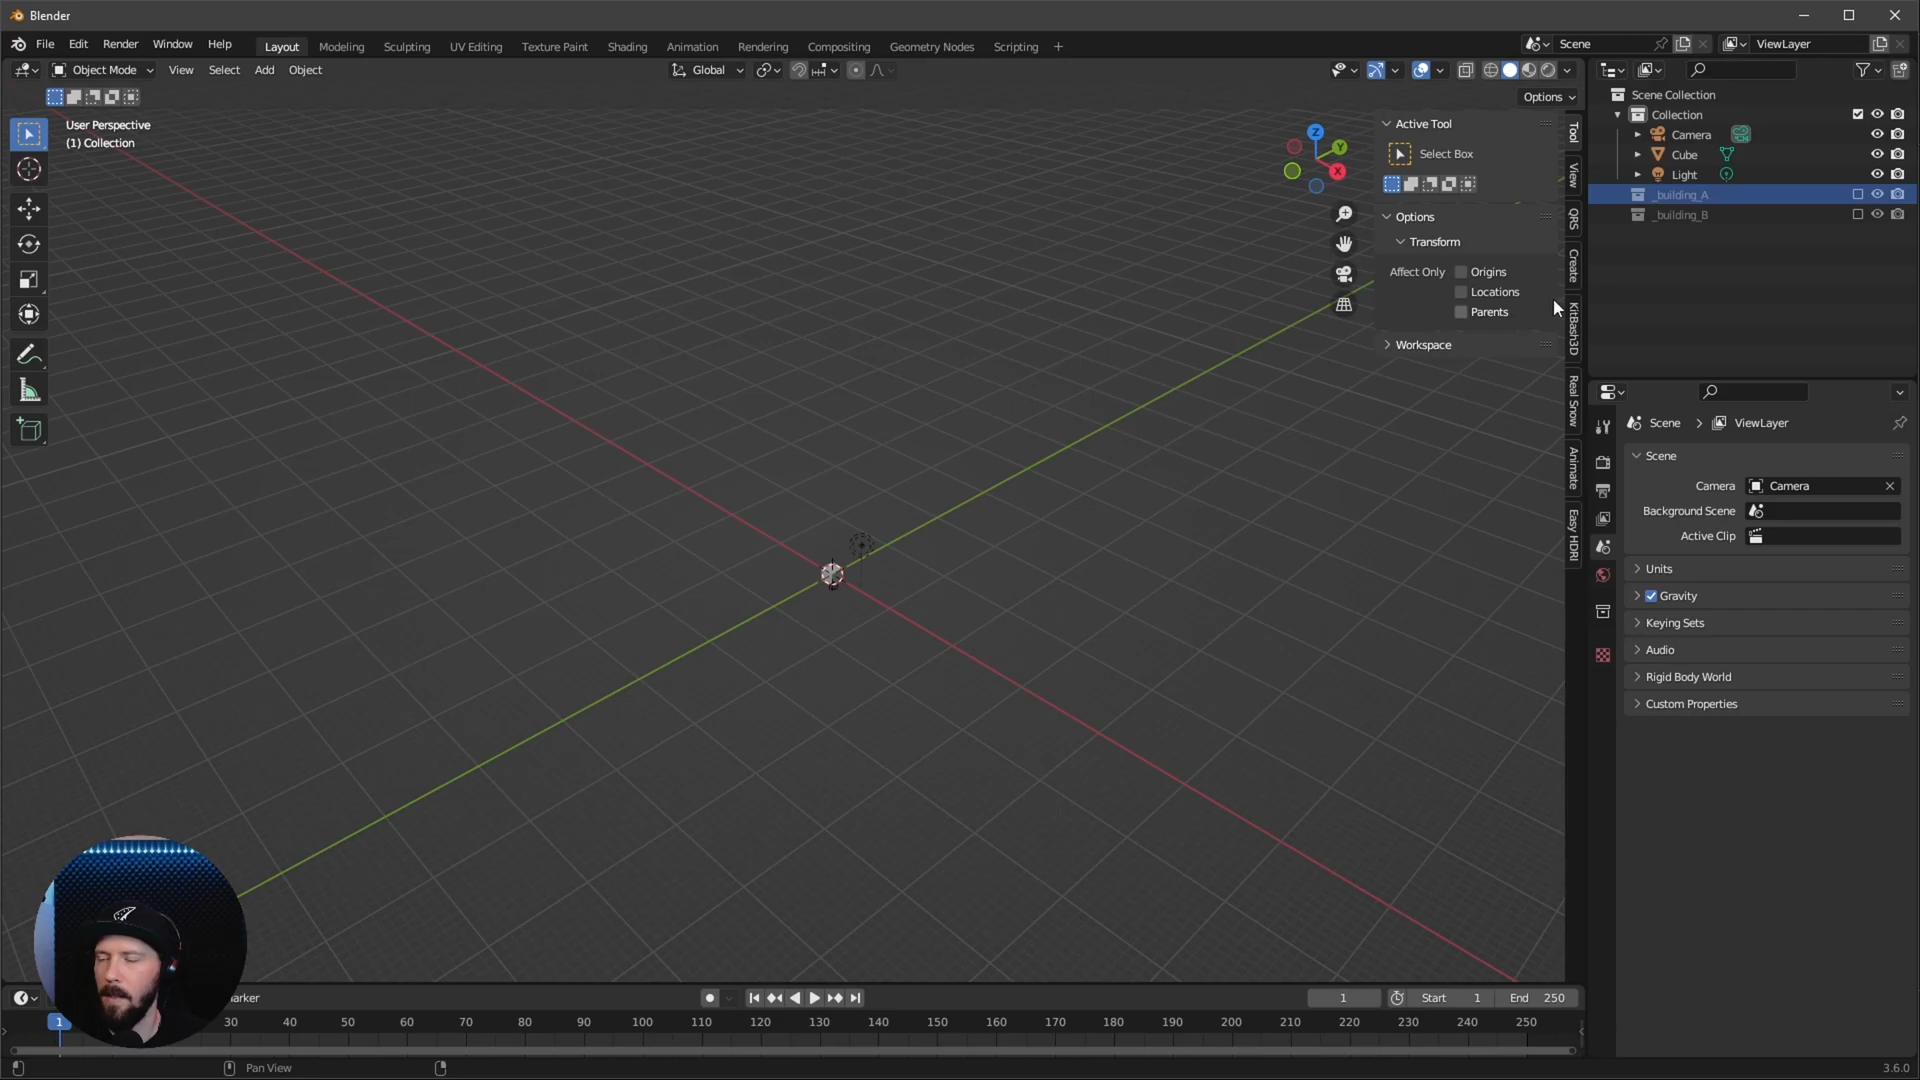 Blender
File Edit Render Window Help Layout Modeling Sculpting UV Editing Texture Paint Shading Animation Rendering Compositing Geometry Nodes Scripting + Scene ViewLayer
Object Mode View Select Add Object Global
Options
User Perspective
(1) Collection
Z
Y
X
Active Tool
Select Box
Options
Transform
Affect Only Origins
Locations
Parents
Workspace
Tool
View
QRS
Create
KitBash3D
Real Snow
Animate
Easy HDRI
Scene Collection
Collection
Camera
Cube
Light
_building_A
_building_B
Scene > ViewLayer
Scene
Camera Camera
Background Scene
Active Clip
Units
Gravity
Keying Sets
Audio
Rigid Body World
Custom Properties
arker 1 Start 1 End 250
1 30 40 50 60 70 80 90 100 110 120 130 140 150 160 170 180 190 200 210 220 230 240 250
Pan View 3.6.0